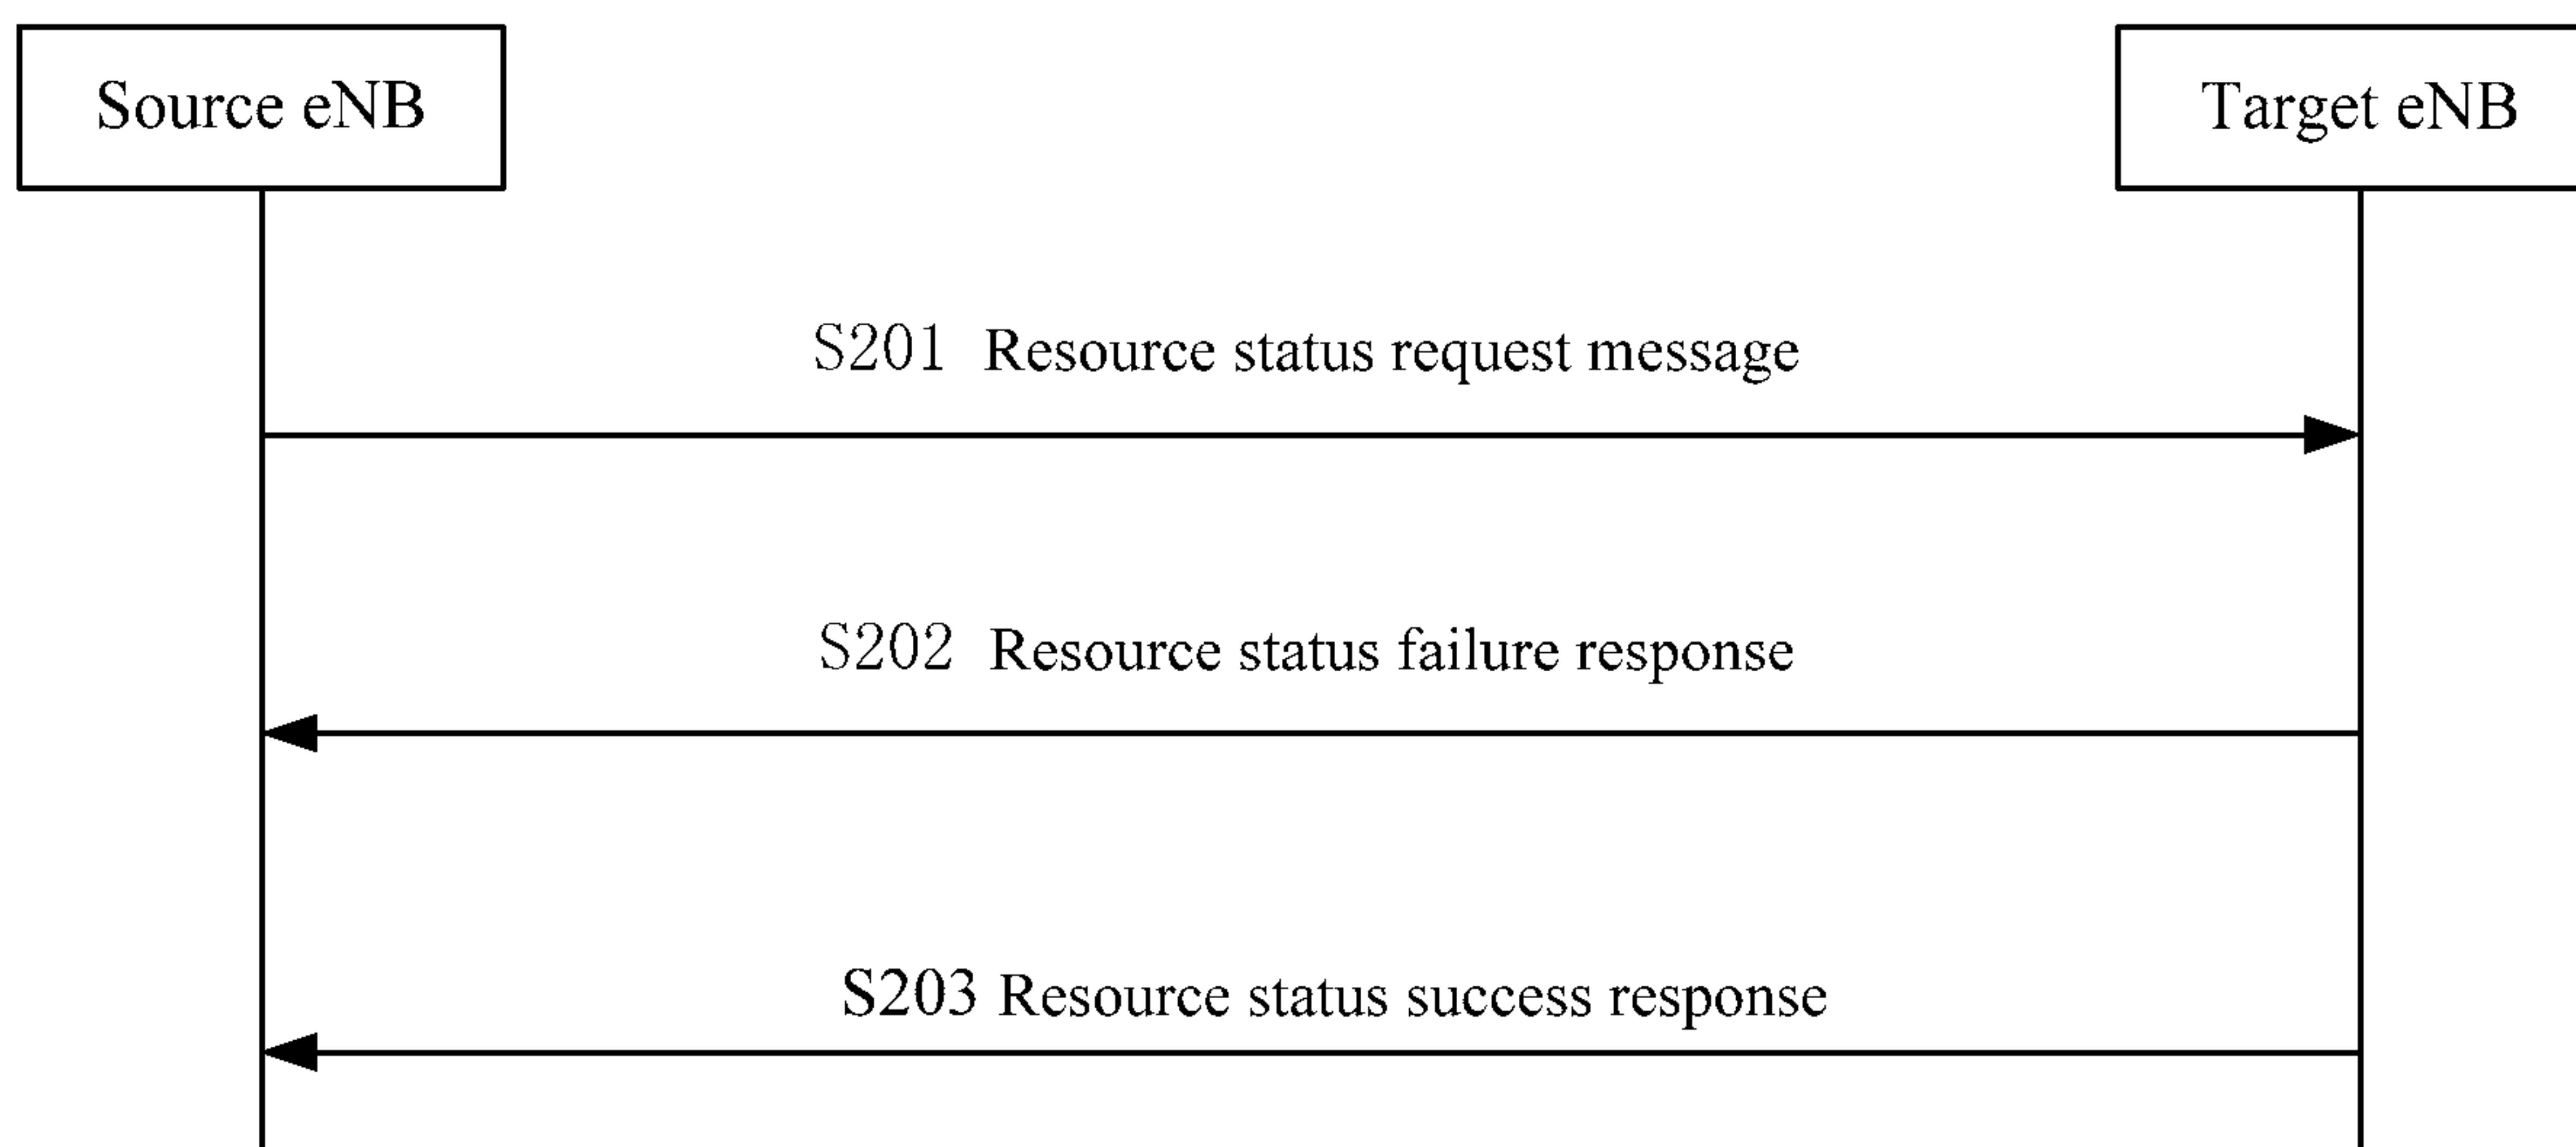 Source eNB
Target eNB
S201 Resource status request message
S202 Resource status failure response
S203 Resource status success response